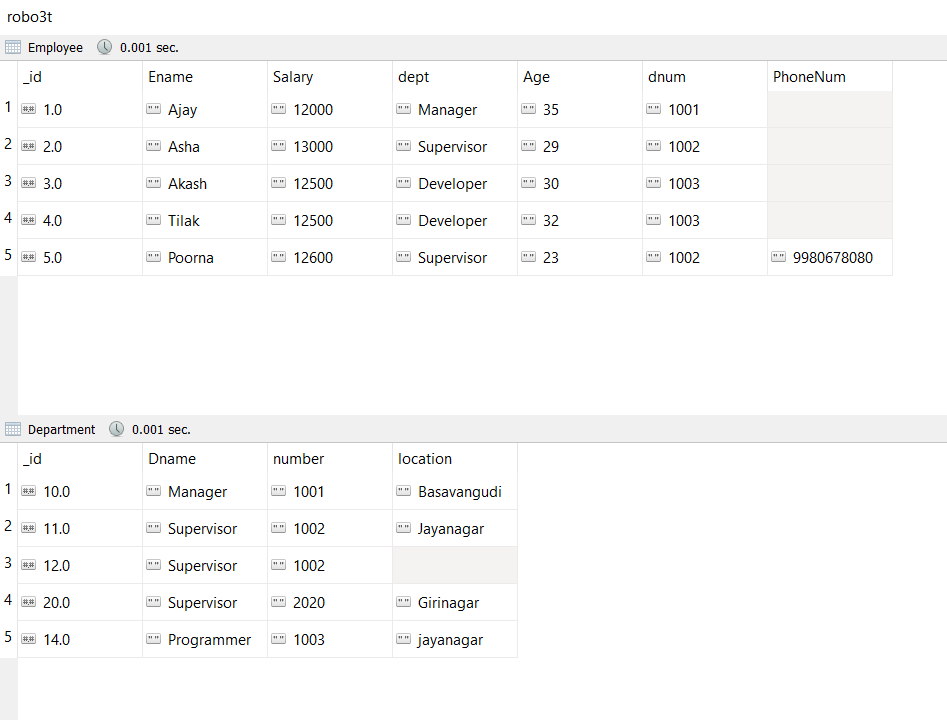 robo3t
Employee 0.001 sec.
_id Ename Salary dept Age dnum PhoneNum
1 ## 1.0 "" Ajay "" 12000 "" Manager "" 35 "" 1001
2 ## 2.0 "" Asha "" 13000 "" Supervisor "" 29 "" 1002
3 ## 3.0 "" Akash "" 12500 "" Developer "" 30 "" 1003
4 ## 4.0 "" Tilak "" 12500 "" Developer "" 32 "" 1003
5 ## 5.0 "" Poorna "" 12600 "" Supervisor "" 23 "" 1002 "" 9980678080
Department 0.001 sec.
_id Dname number location
1 ## 10.0 "" Manager "" 1001 "" Basavangudi
2 ## 11.0 "" Supervisor "" 1002 "" Jayanagar
3 ## 12.0 "" Supervisor "" 1002
4 ## 20.0 "" Supervisor "" 2020 "" Girinagar
5 ## 14.0 "" Programmer "" 1003 "" jayanagar